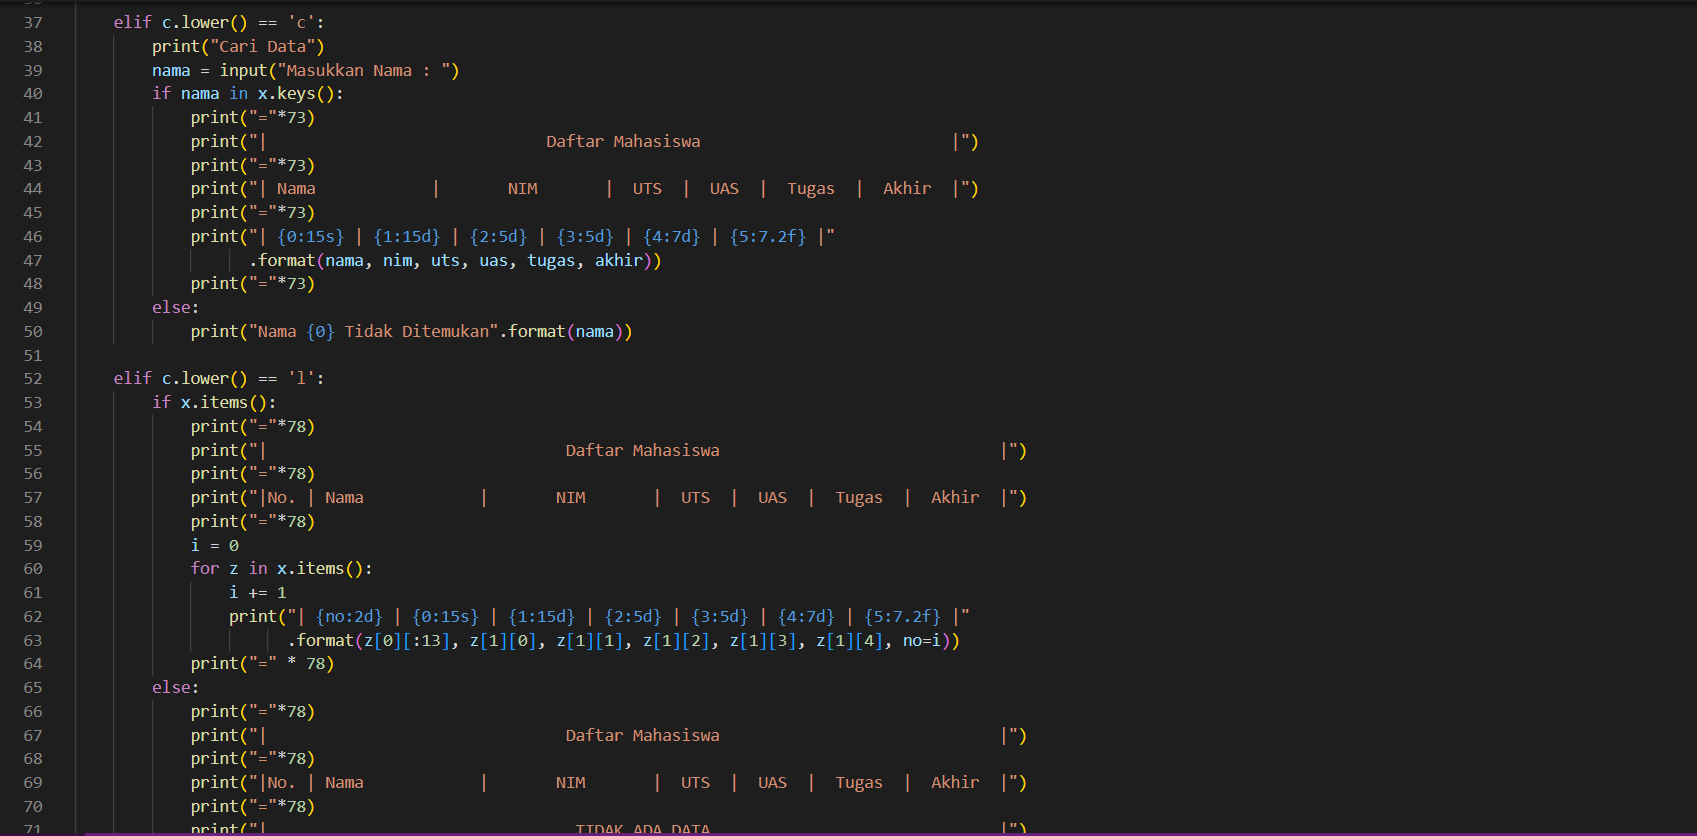 37 elif c.lower() == 'c':
38 print("Cari Data")
39 nama = input("Masukkan Nama : ")
40 if nama in x.keys():
41 print("="*73)
42 print("|                             Daftar Mahasiswa                          |")
43 print("="*73)
44 print("| Nama            |       NIM       |  UTS  |  UAS  |  Tugas  |  Akhir  |")
45 print("="*73)
46 print("| {0:15s} | {1:15d} | {2:5d} | {3:5d} | {4:7d} | {5:7.2f} |"
47 .format(nama, nim, uts, uas, tugas, akhir))
48 print("="*73)
49 else:
50 print("Nama {0} Tidak Ditemukan".format(nama))
51
52 elif c.lower() == 'l':
53 if x.items():
54 print("="*78)
55 print("|                               Daftar Mahasiswa                             |")
56 print("="*78)
57 print("|No. | Nama            |       NIM       |  UTS  |  UAS  |  Tugas  |  Akhir  |")
58 print("="*78)
59 i = 0
60 for z in x.items():
61 i += 1
62 print("| {no:2d} | {0:15s} | {1:15d} | {2:5d} | {3:5d} | {4:7d} | {5:7.2f} |"
63 .format(z[0][:13], z[1][0], z[1][1], z[1][2], z[1][3], z[1][4], no=i))
64 print("=" * 78)
65 else:
66 print("="*78)
67 print("|                               Daftar Mahasiswa                             |")
68 print("="*78)
69 print("|No. | Nama            |       NIM       |  UTS  |  UAS  |  Tugas  |  Akhir  |")
70 print("="*78)
71 print("|                                TIDAK ADA DATA                              |")